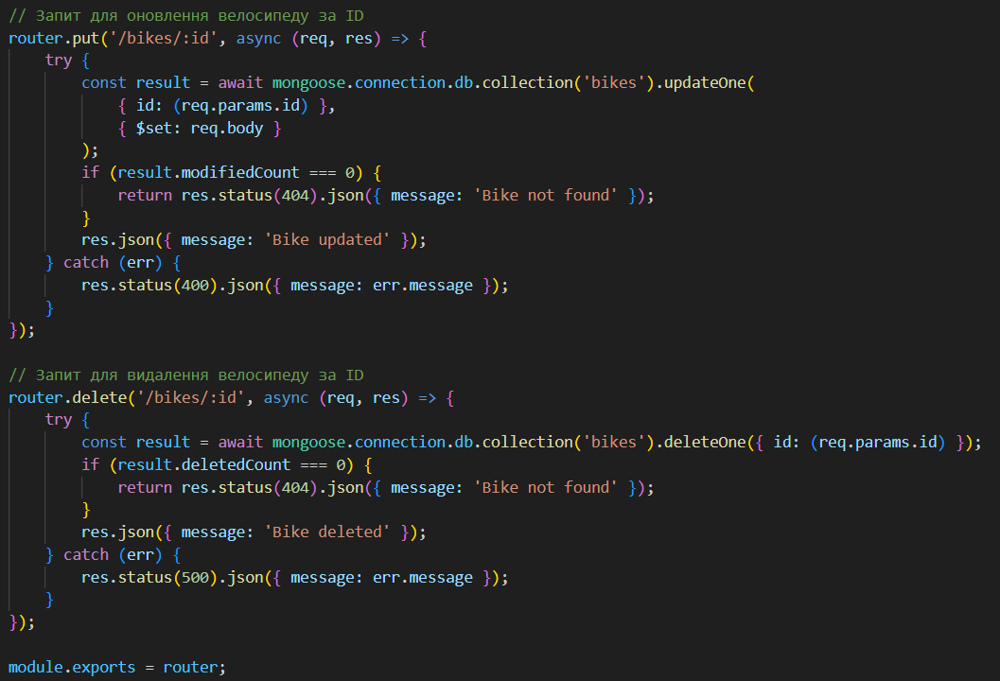 // Запит для оновлення велосипеду за ID
router.put('/bikes/:id', async (req, res) => {
    try {
        const result = await mongoose.connection.db.collection('bikes').updateOne(
            { id: (req.params.id) },
            { $set: req.body }
        );
        if (result.modifiedCount === 0) {
            return res.status(404).json({ message: 'Bike not found' });
        }
        res.json({ message: 'Bike updated' });
    } catch (err) {
        res.status(400).json({ message: err.message });
    }
});

// Запит для видалення велосипеду за ID
router.delete('/bikes/:id', async (req, res) => {
    try {
        const result = await mongoose.connection.db.collection('bikes').deleteOne({ id: (req.params.id) });
        if (result.deletedCount === 0) {
            return res.status(404).json({ message: 'Bike not found' });
        }
        res.json({ message: 'Bike deleted' });
    } catch (err) {
        res.status(500).json({ message: err.message });
    }
});

module.exports = router;